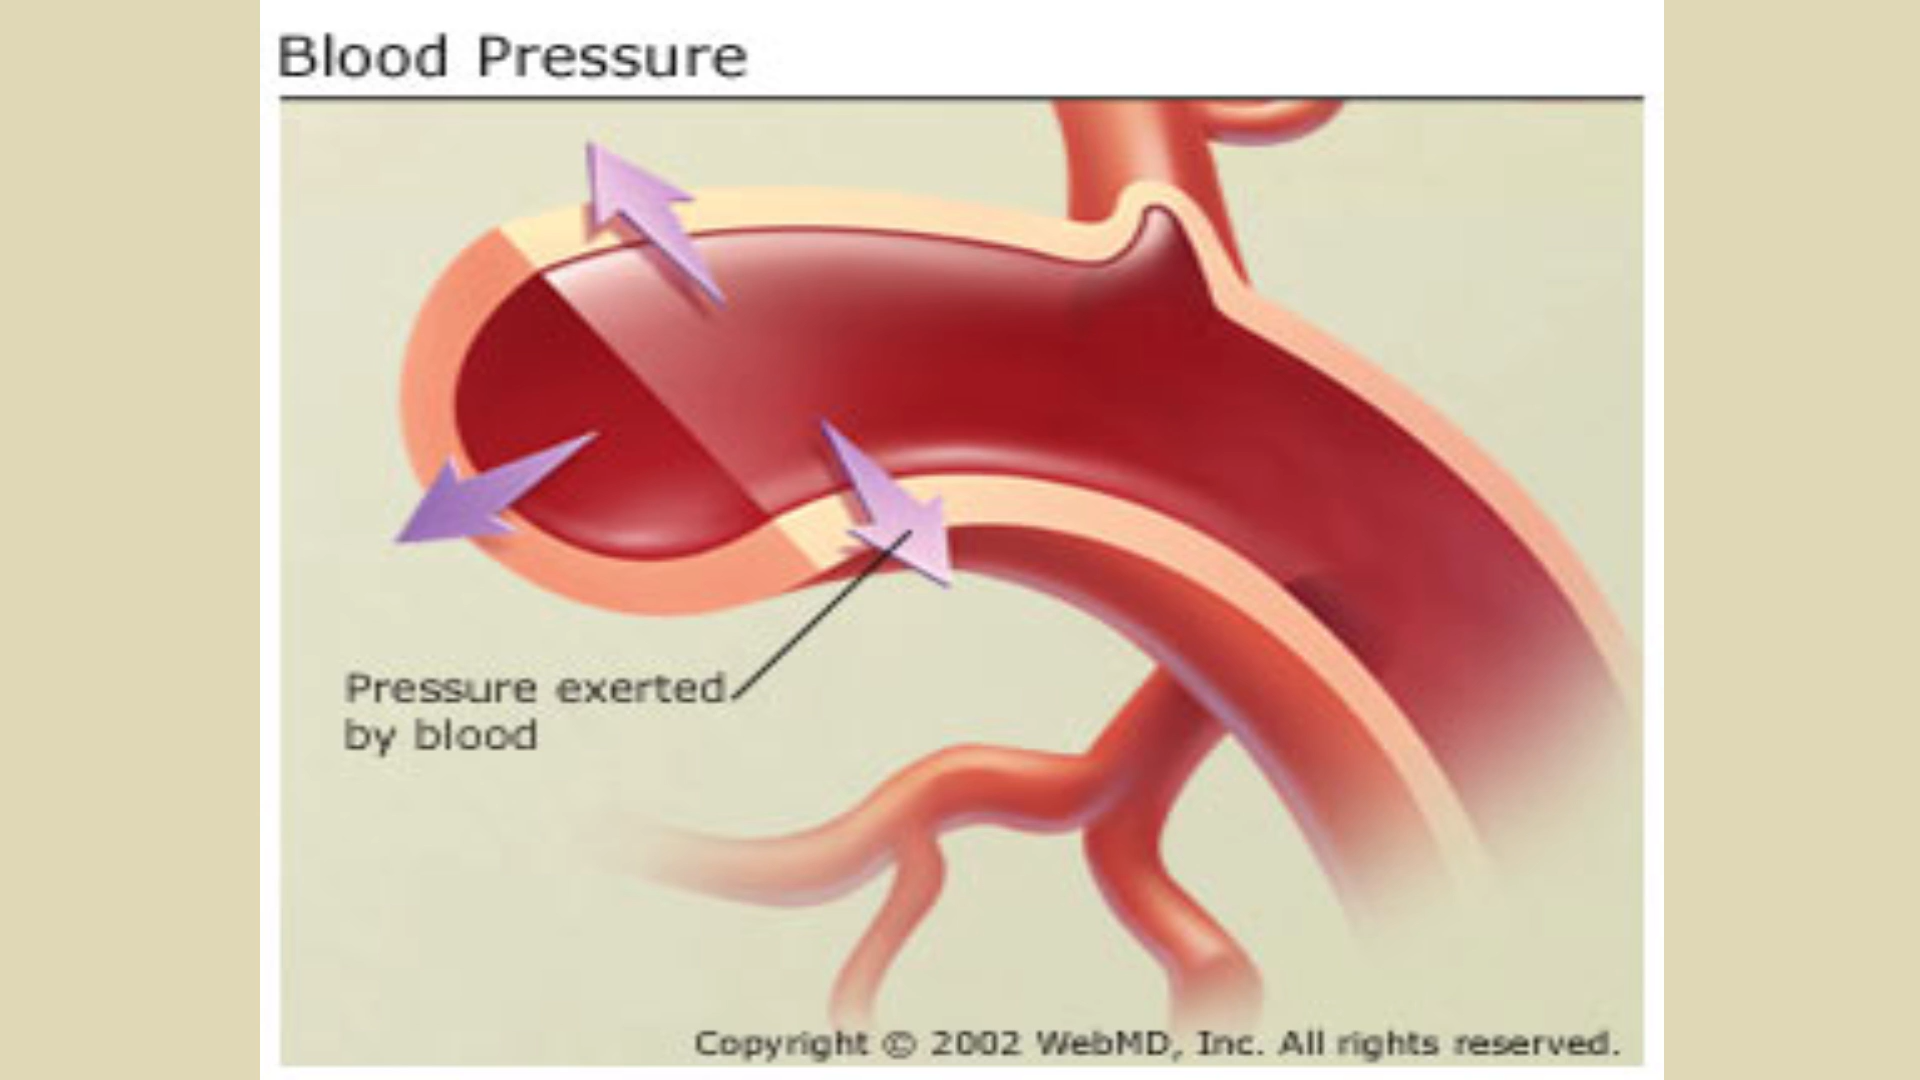 Blood Pressure
Pressure exerted
by blood
Copyright © 2002 WebMD, Inc. All rights reserved.